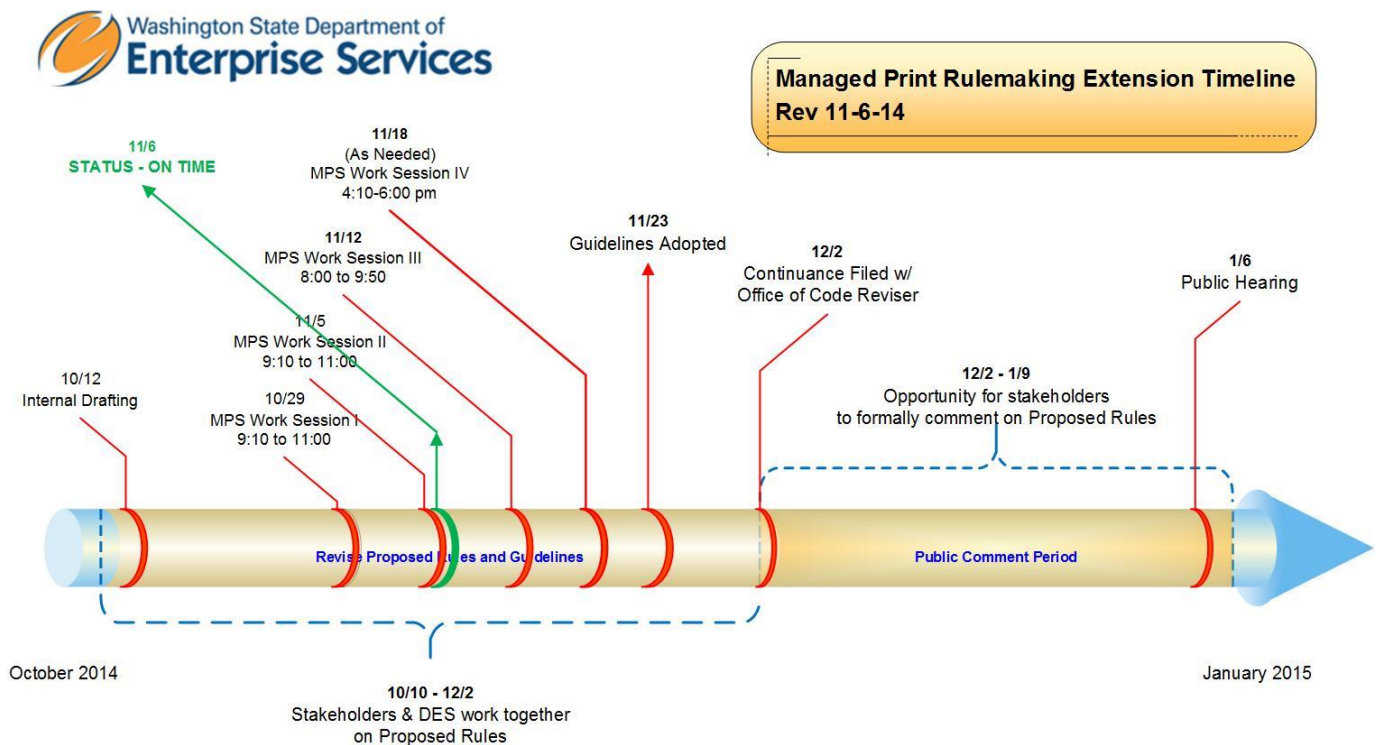 Washington State Department of
Enterprise Services
Managed Print Rulemaking Extension Timeline
Rev 11-6-14
11/6
STATUS - ON TIME
11/18
(As Needed)
MPS Work Session IV
4:10-6:00 pm
11/12
MPS Work Session III
8:00 to 9:50
11/23
Guidelines Adopted
12/2
Continuance Filed w/
Office of Code Reviser
1/6
Public Hearing
11/5
MPS Work Session II
9:10 to 11:00
10/12
Internal Drafting
10/29
MPS Work Session I
9:10 to 11:00
12/2 - 1/9
Opportunity for stakeholders
to formally comment on Proposed Rules
Revise Proposed Rules and Guidelines
Public Comment Period
October 2014
January 2015
10/10 - 12/2
Stakeholders & DES work together
on Proposed Rules